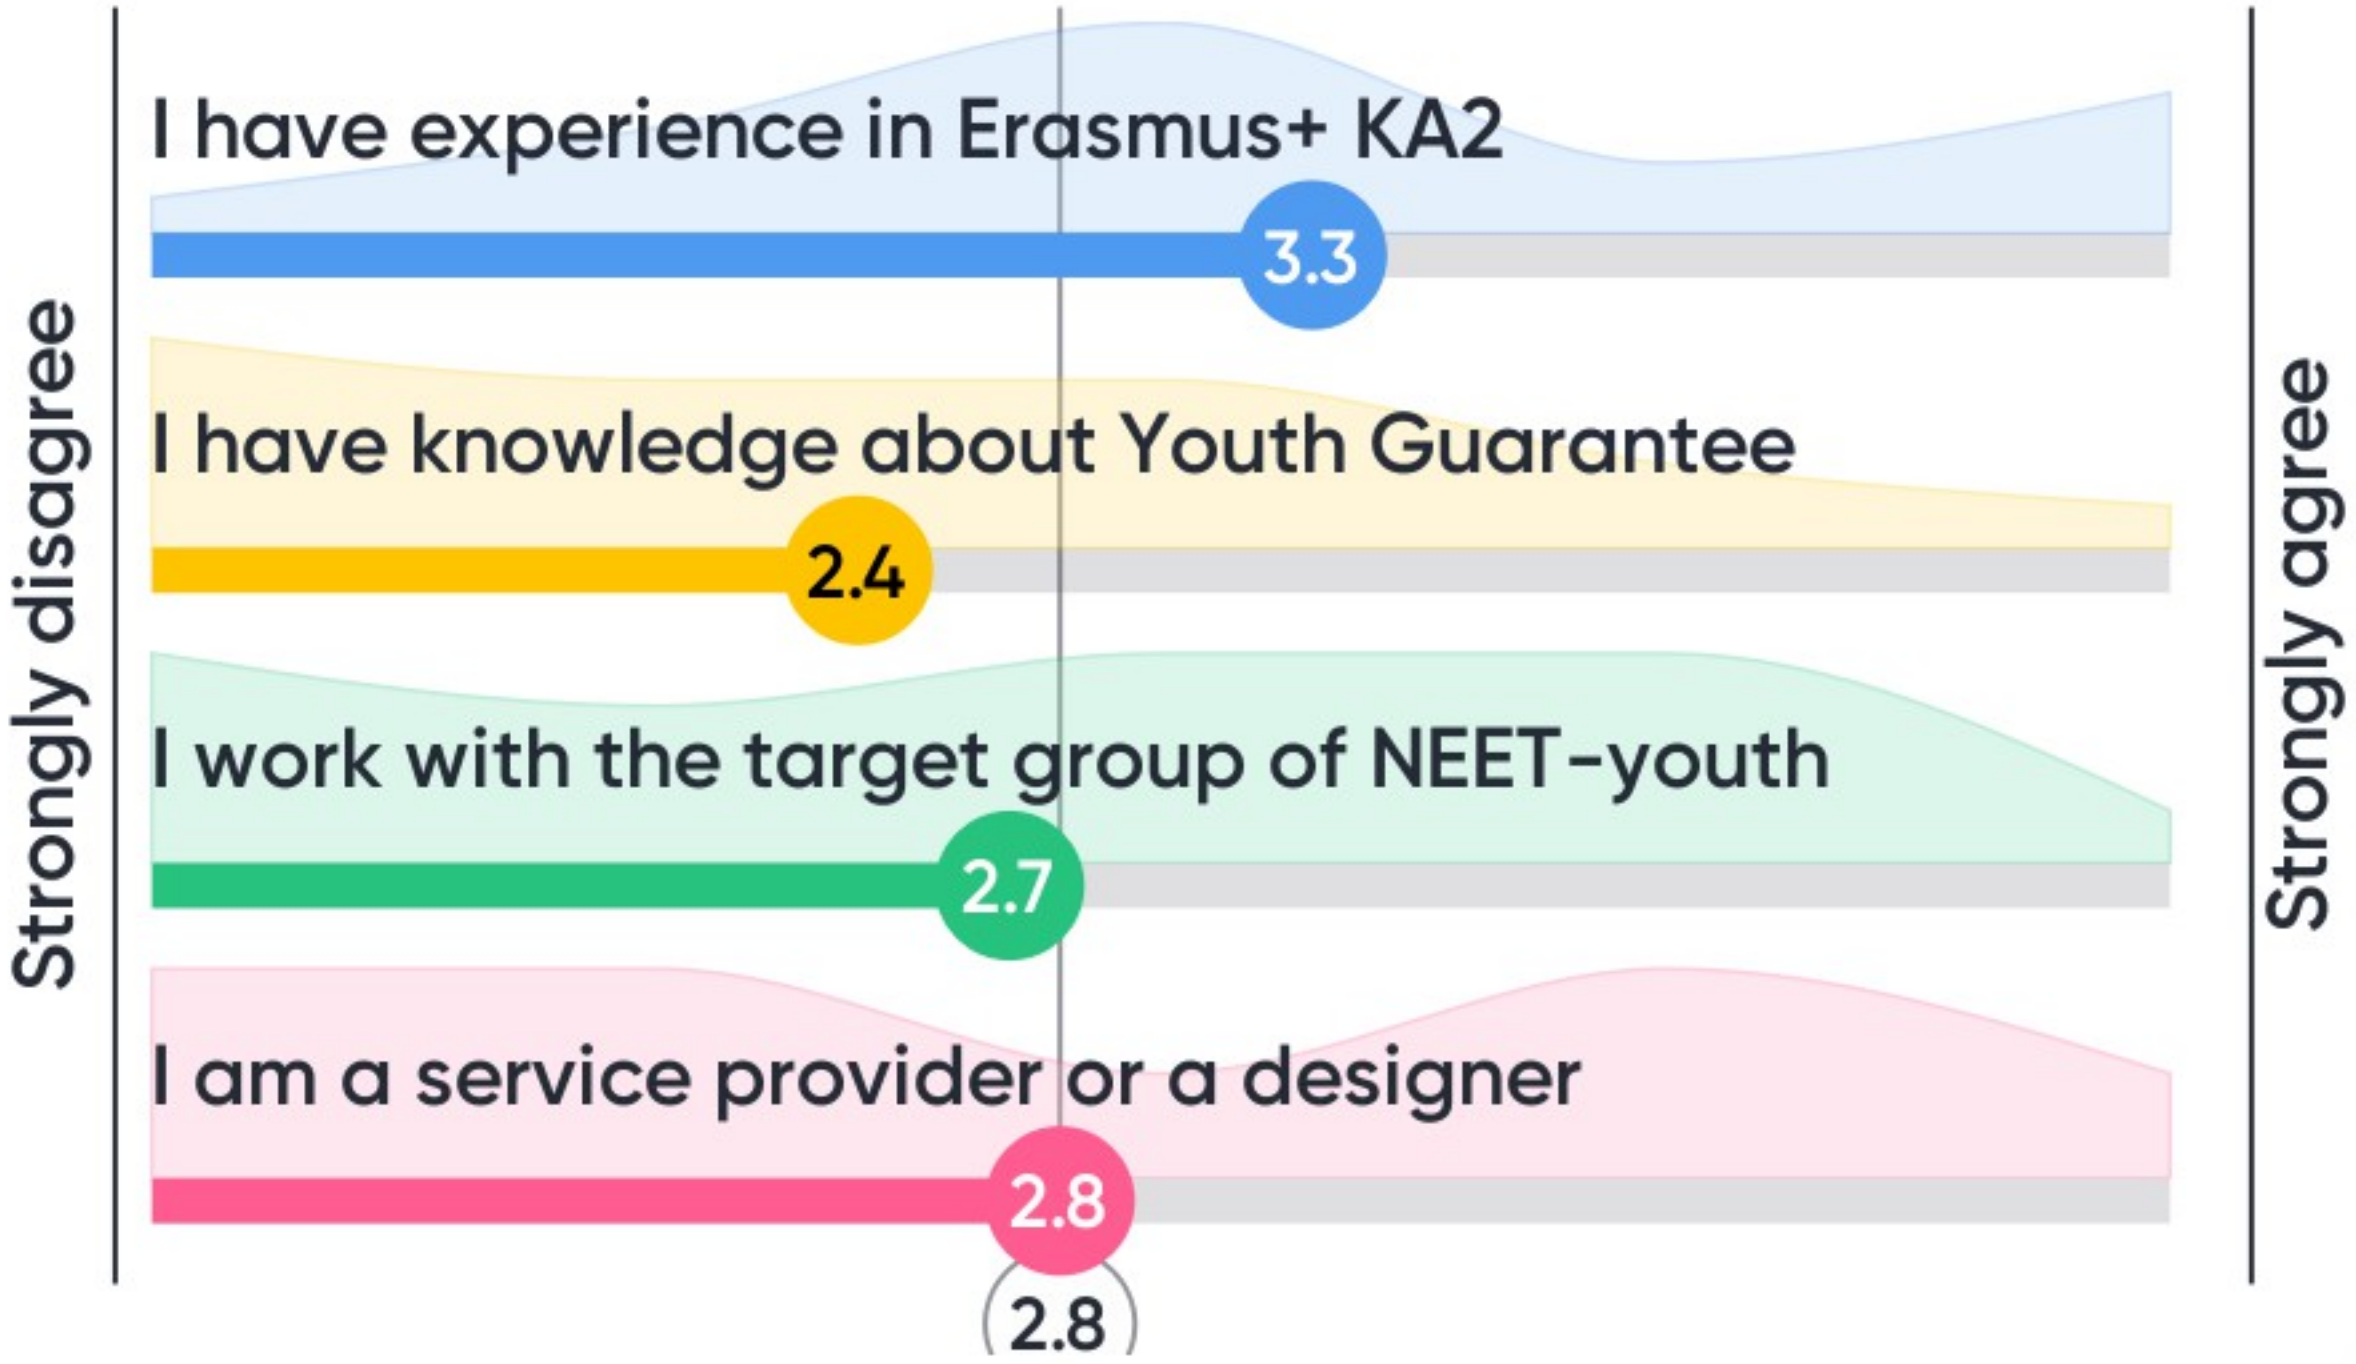 Strongly disagree
I have experience in Erasmus+ KA2
3.3
I have knowledge about Youth Guarantee
2.4
I work with the target group of NEET-youth
2.7
I am a service provider or a designer
2.8
2.8
Strongly agree